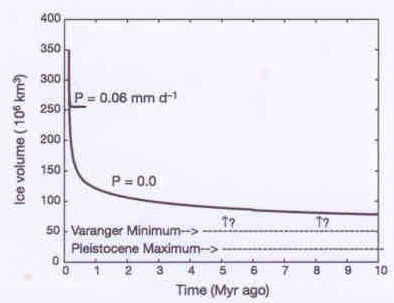 400
350
300
250
200
150
100
50
0
Ice volume ( 10⁶ km³)
P = 0.06 mm d⁻¹
P = 0.0
↑? ↑?
Varanger Minimum-->
Pleistocene Maximum-->
0 1 2 3 4 5 6 7 8 9 10
Time (Myr ago)